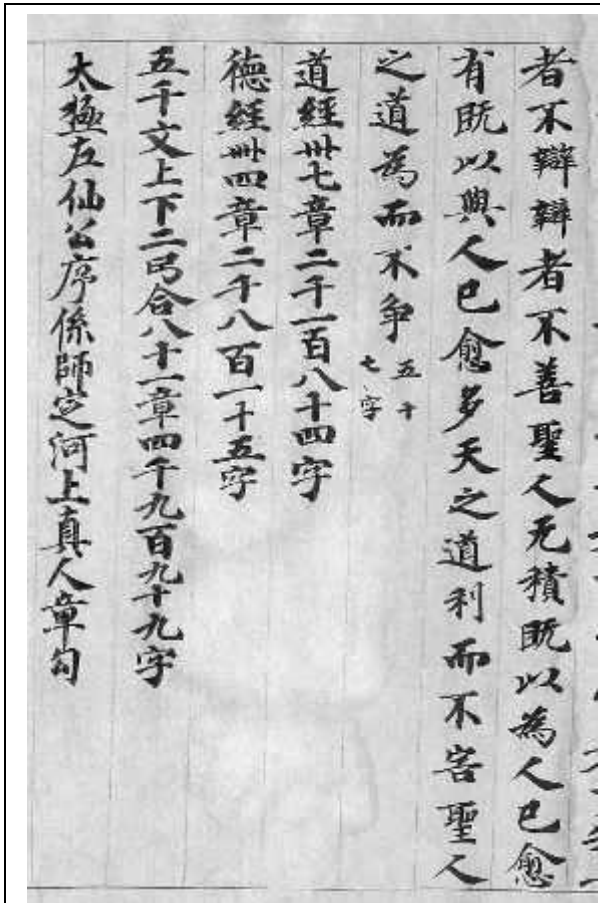 者不辯辯者不善聖人无積既以為人已愈
有既以與人已愈多天之道利而不害聖人
之道為而不争五十七字
道經卅七章二千一百八十四字
德經卌四章二千八百一十五字
五千文上下二弓合八十一章四千九百九十九字
太極左仙公序係師定河上真人章句